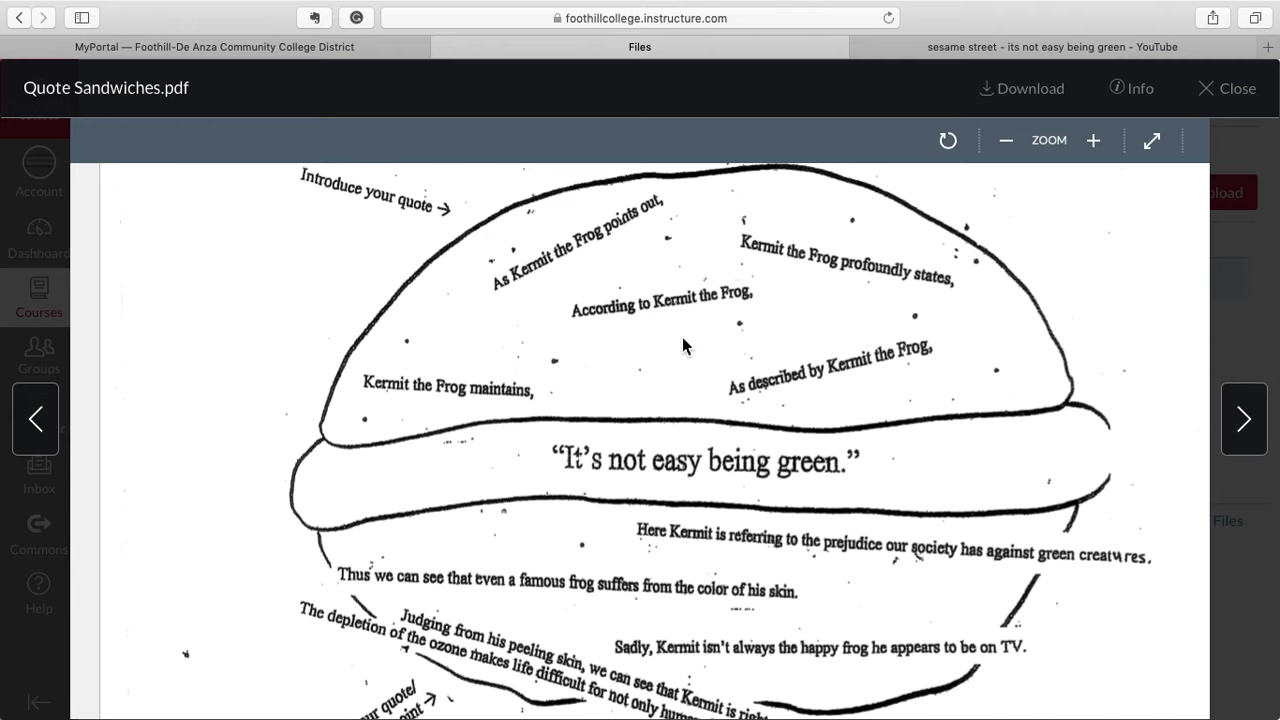 foothillcollege.instructure.com
MyPortal — Foothill-De Anza Community College District
Files
sesame street - its not easy being green - YouTube
Quote Sandwiches.pdf
Download
Info
Close
ZOOM
Account
Dashboard
Courses
Groups
Inbox
Commons
Help
Files
Introduce your quote →
As Kermit the Frog points out,
Kermit the Frog profoundly states,
According to Kermit the Frog,
As described by Kermit the Frog,
Kermit the Frog maintains,
“It’s not easy being green.”
Here Kermit is referring to the prejudice our society has against green creatures.
Thus we can see that even a famous frog suffers from the color of his skin.
Judging from his peeling skin, we can see that Kermit is
The depletion of the ozone makes life difficult for not only
Sadly, Kermit isn't always the happy frog he appears to be on TV.
quote/